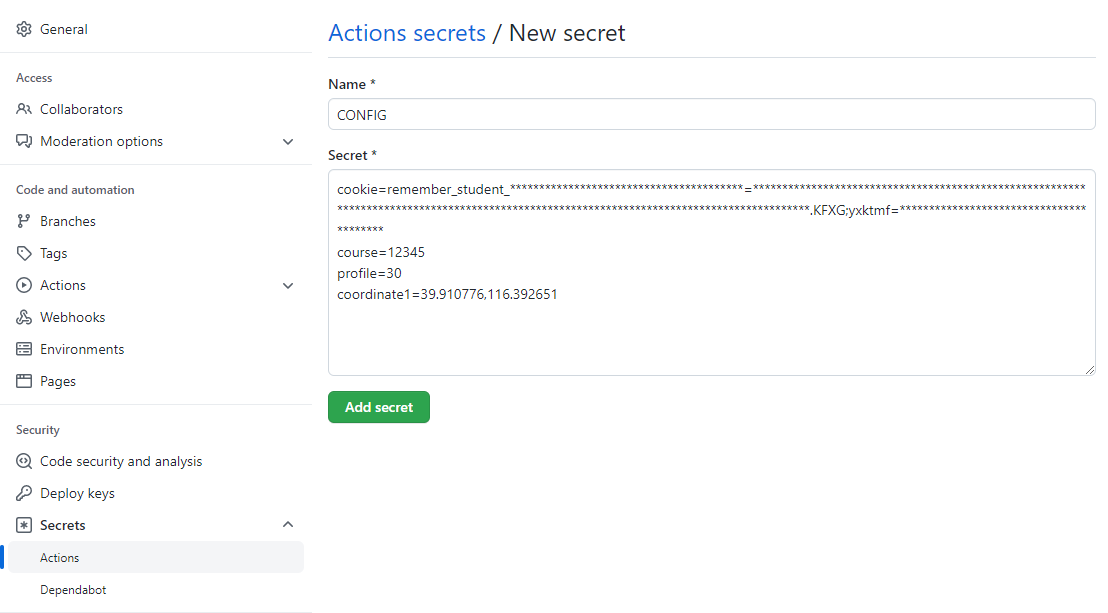 General
Access
Collaborators
Moderation options
Code and automation
Branches
Tags
Actions
Webhooks
Environments
Pages
Security
Code security and analysis
Deploy keys
Secrets
Actions
Dependabot
Actions secrets / New secret
Name *
CONFIG
Secret *
cookie=remember_student_****************************************=*********************************************************
*********************************************************************************.KFXG;yxktmf=********************************
********
course=12345
profile=30
coordinate1=39.910776,116.392651
Add secret